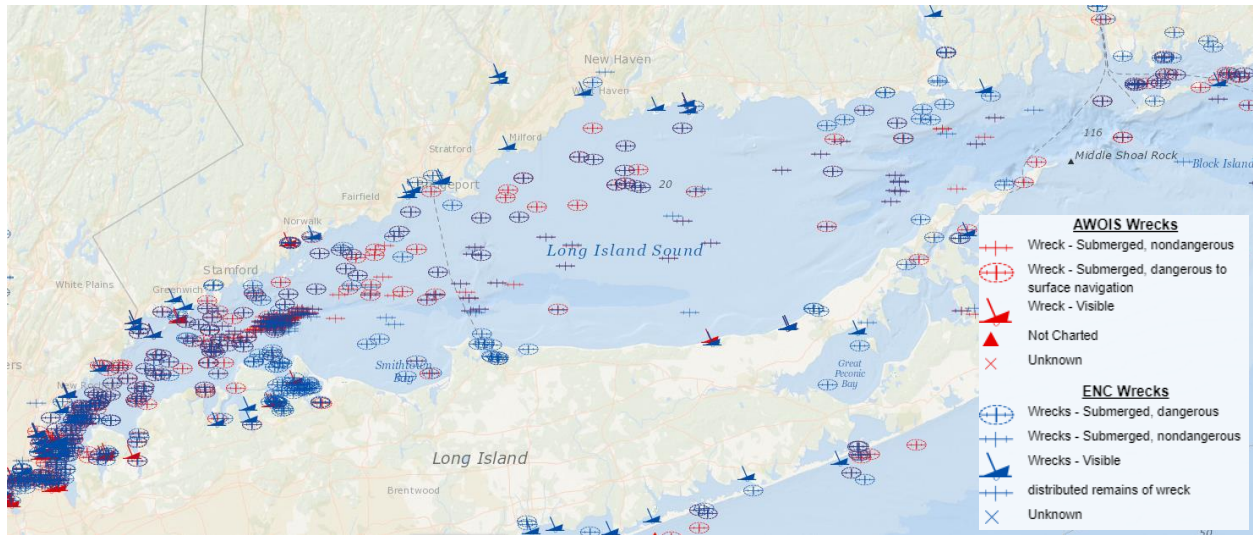 New Haven
Haven
Milford
Stratford
Fairfield
Norwalk
Stamford
Greenwich
White Plains
ers
20
Long Island Sound
116
Middle Shoal Rock
Block Island
Smithtown
Bay
Great
Peconic
Bay
Long Island
Brentwood
50
AWOIS Wrecks
Wreck - Submerged, nondangerous
Wreck - Submerged, dangerous to
surface navigation
Wreck - Visible
Not Charted
Unknown
ENC Wrecks
Wrecks - Submerged, dangerous
Wrecks - Submerged, nondangerous
Wrecks - Visible
distributed remains of wreck
Unknown